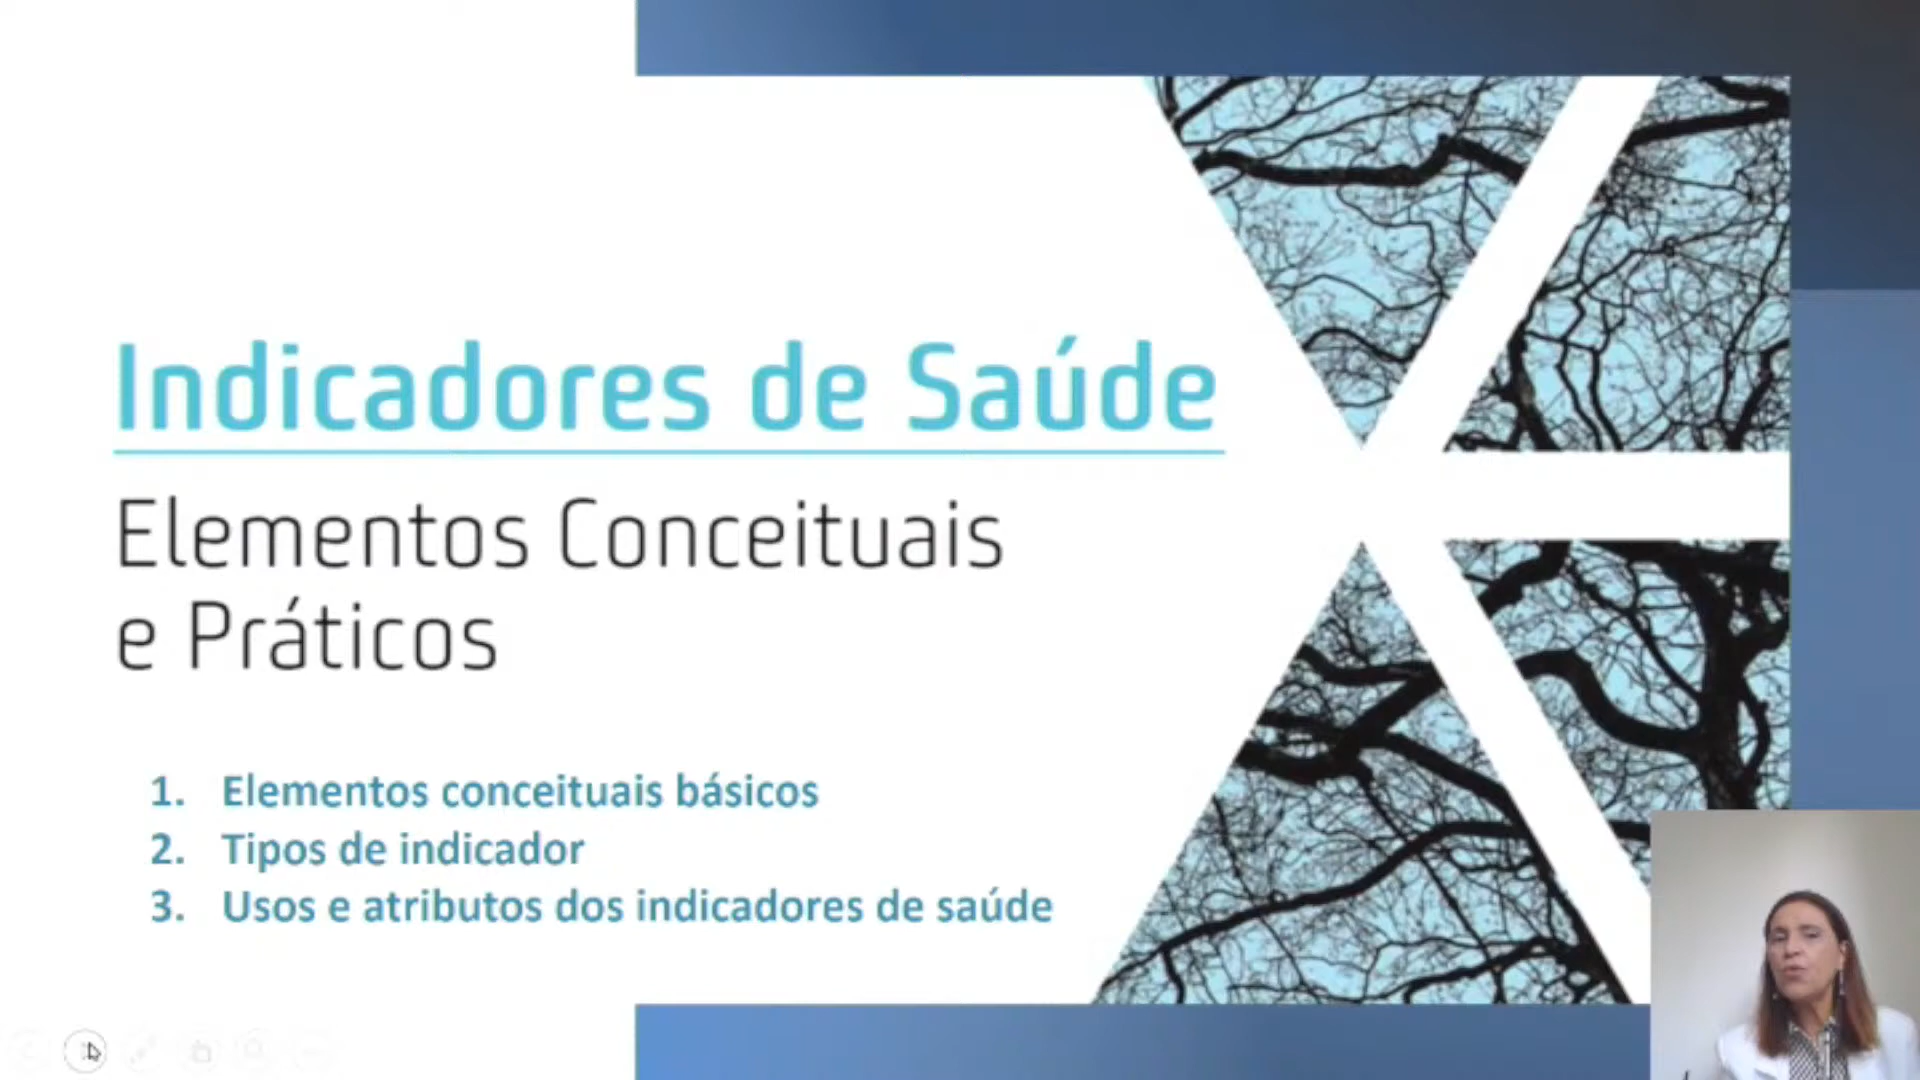 Indicadores de Saúde
Elementos Conceituais
e Práticos
1. Elementos conceituais básicos
2. Tipos de indicador
3. Usos e atributos dos indicadores de saúde